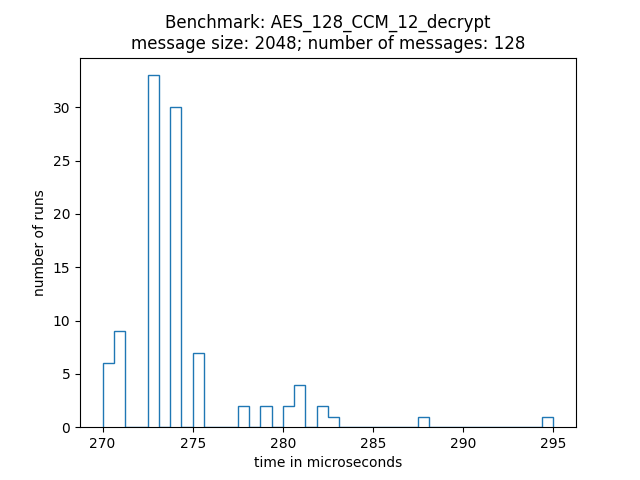 Benchmark: AES_128_CCM_12_decrypt
message size: 2048; number of messages: 128
30
25
20
15
10
5
0
number of runs
270 275 280 285 290 295
time in microseconds